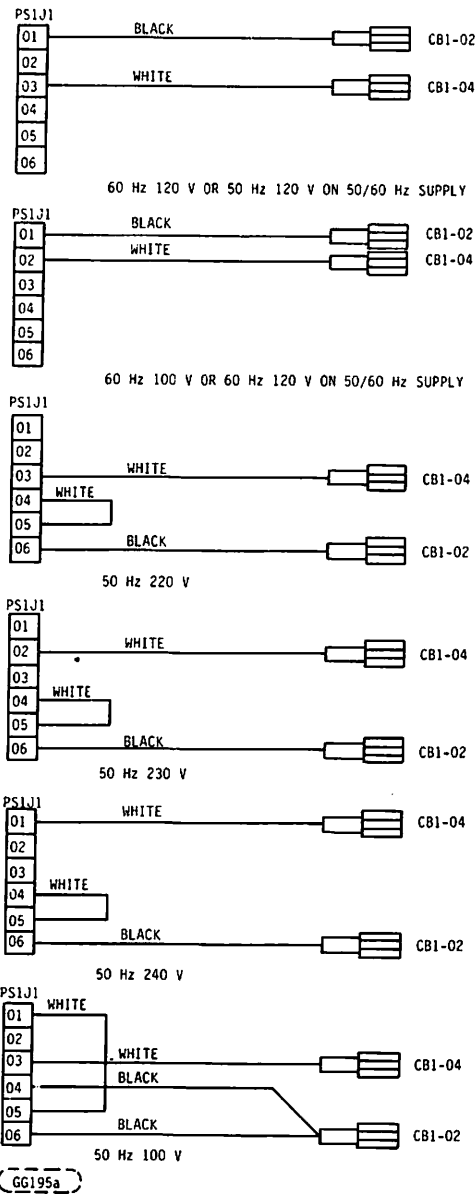 PS1J1
01 BLACK CB1-02
02
03 WHITE CB1-04
04
05
06
60 Hz 120 V OR 50 Hz 120 V ON 50/60 Hz SUPPLY
PS1J1
01 BLACK CB1-02
02 WHITE CB1-04
03
04
05
06
60 Hz 100 V OR 60 Hz 120 V ON 50/60 Hz SUPPLY
PS1J1
01
02
03 WHITE CB1-04
04 WHITE
05
06 BLACK CB1-02
50 Hz 220 V
PS1J1
01
02 WHITE CB1-04
03
04 WHITE
05
06 BLACK CB1-02
50 Hz 230 V
PS1J1
01 WHITE CB1-04
02
03
04 WHITE
05
06 BLACK CB1-02
50 Hz 240 V
PS1J1
01 WHITE
02
03 WHITE CB1-04
04 BLACK
05
06 BLACK CB1-02
50 Hz 100 V
GG195a